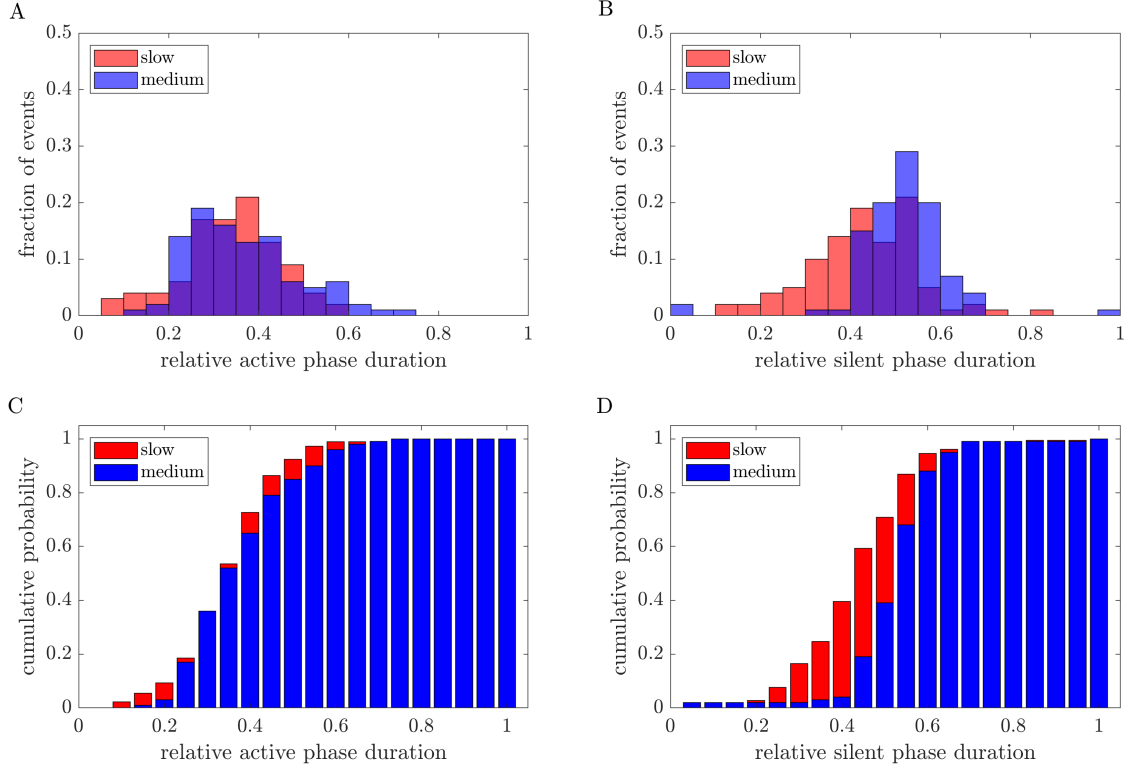 A
0.5
0.4
0.3
0.2
0.1
0
fraction of events
slow
medium
0 0.2 0.4 0.6 0.8 1
relative active phase duration
B
0.5
0.4
0.3
0.2
0.1
0
fraction of events
slow
medium
0 0.2 0.4 0.6 0.8 1
relative silent phase duration
C
1
0.8
0.6
0.4
0.2
0
cumulative probability
slow
medium
0 0.2 0.4 0.6 0.8 1
relative active phase duration
D
1
0.8
0.6
0.4
0.2
0
cumulative probability
slow
medium
0 0.2 0.4 0.6 0.8 1
relative silent phase duration